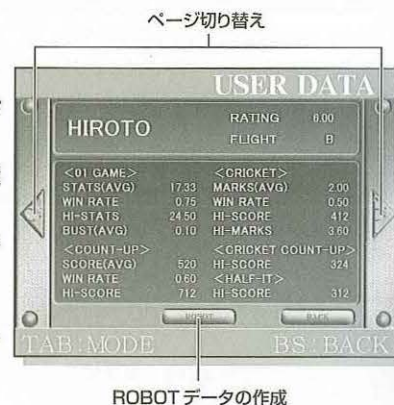 ページ切り替え
USER DATA
HIROTO
RATING 6.00
FLIGHT B
<01 GAME>
STATS(AVG) 17.33
WIN RATE 0.75
HI-STATS 24.50
BUST(AVG) 0.10
<COUNT-UP>
SCORE(AVG) 520
WIN RATE 0.60
HI-SCORE 712
<CRICKET>
MARKS(AVG) 2.00
WIN RATE 0.50
HI-SCORE 412
HI-MARKS 3.60
<CRICKET COUNT-UP>
HI-SCORE 324
<HALF-IT>
HI-SCORE 312
ROBOT
BACK
TAB:MODE
BS:BACK
ROBOTデータの作成